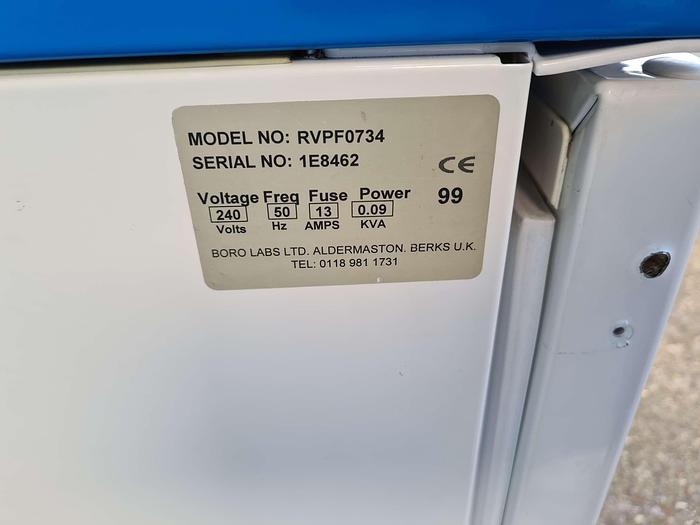 MODEL NO: RVPF0734
SERIAL NO: 1E8462
CE
Voltage Freq Fuse Power 99
240 50 13 0.09
Volts Hz AMPS KVA
BORO LABS LTD. ALDERMASTON. BERKS U.K.
TEL: 0118 981 1731